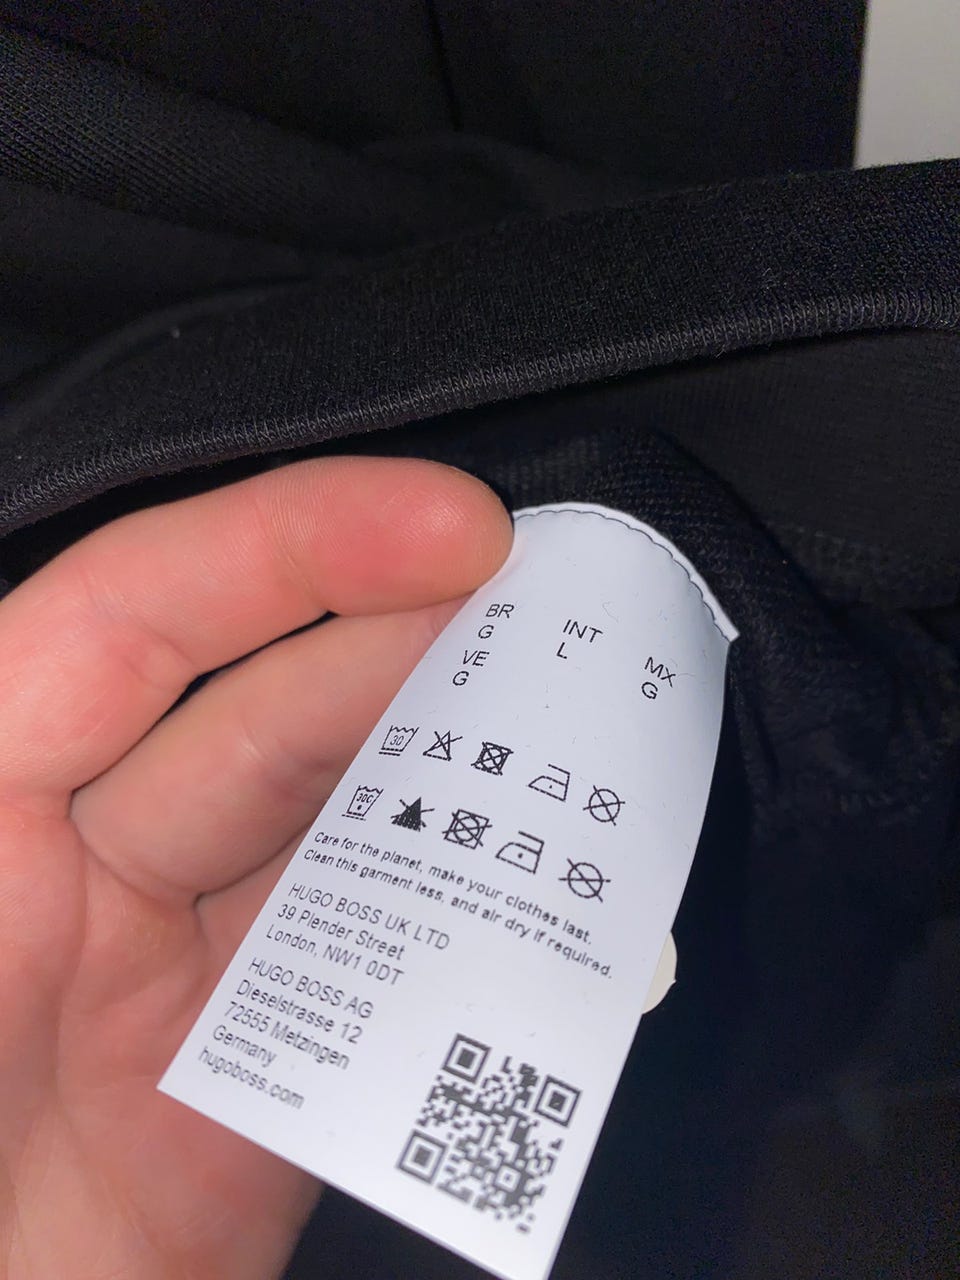 BR
G
INT
L
VE
G
MX
G
30
30C
Care for the planet, make your clothes last.
Clean this garment less, and air dry if required.
HUGO BOSS UK LTD
39 Plender Street
London, NW1 0DT
HUGO BOSS AG
Dieselstrasse 12
72555 Metzingen
Germany
hugoboss.com